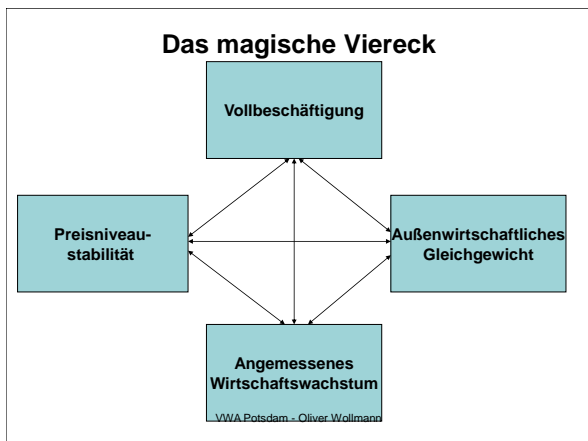 Das magische Viereck
Vollbeschäftigung
Preisniveau-
stabilität
Außenwirtschaftliches
Gleichgewicht
Angemessenes
Wirtschaftswachstum
VWA Potsdam - Oliver Wollmann